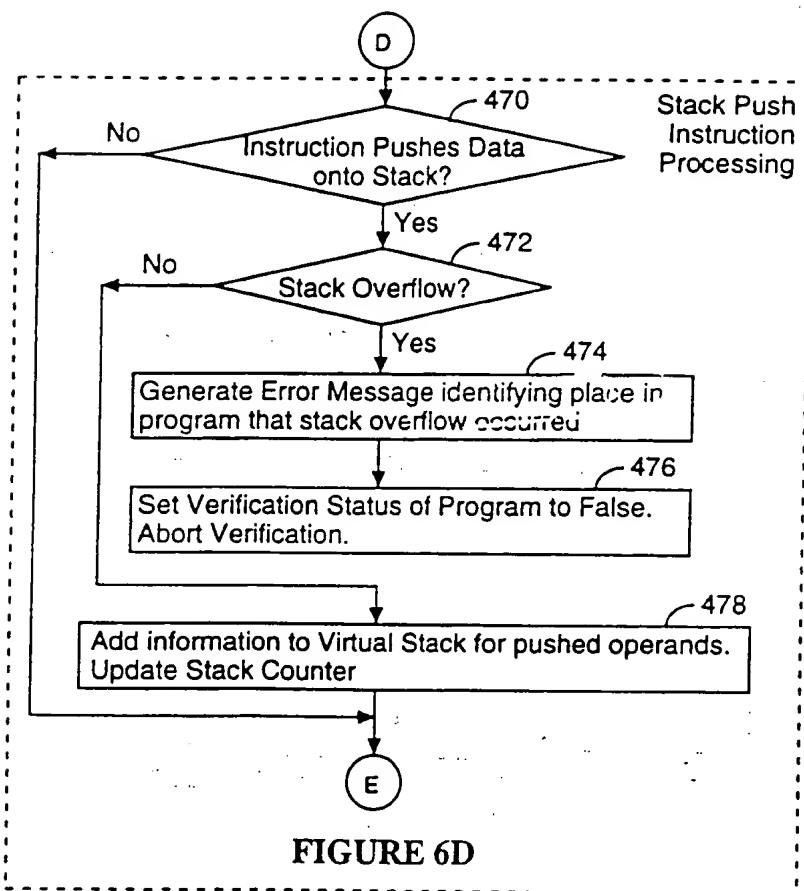 D
470
Stack Push
Instruction
Processing
No
Instruction Pushes Data
onto Stack?
Yes
472
No
Stack Overflow?
Yes
474
Generate Error Message identifying place in
program that stack overflow occurred
476
Set Verification Status of Program to False.
Abort Verification.
478
Add information to Virtual Stack for pushed operands.
Update Stack Counter
E
FIGURE 6D